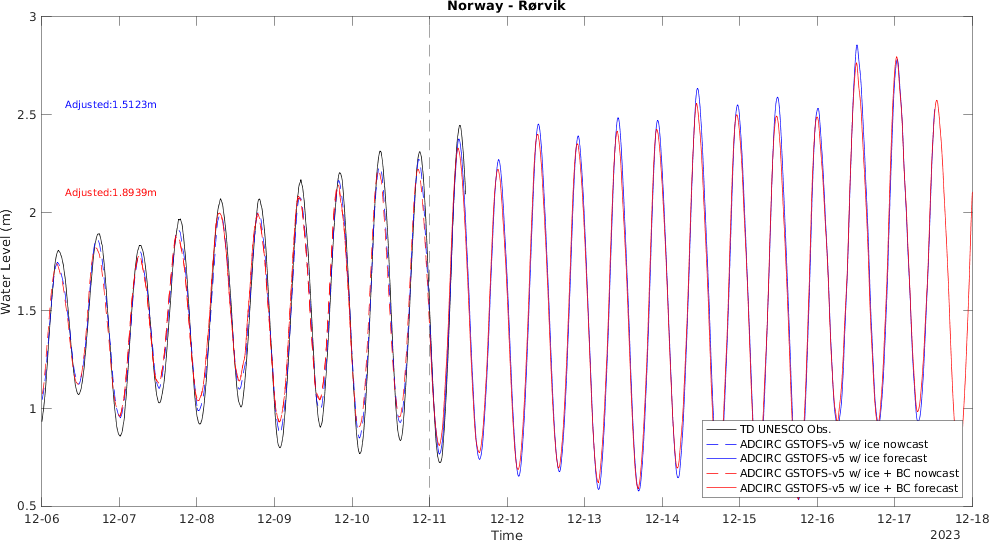 Norway - Rørvik
3
2.5
2
1.5
1
0.5
Water Level (m)
Adjusted:1.5123m
Adjusted:1.8939m
TD UNESCO Obs.
ADCIRC GSTOFS-v5 w/ ice nowcast
ADCIRC GSTOFS-v5 w/ ice forecast
ADCIRC GSTOFS-v5 w/ ice + BC nowcast
ADCIRC GSTOFS-v5 w/ ice + BC forecast
12-06 12-07 12-08 12-09 12-10 12-11 12-12 12-13 12-14 12-15 12-16 12-17 12-18
Time
2023